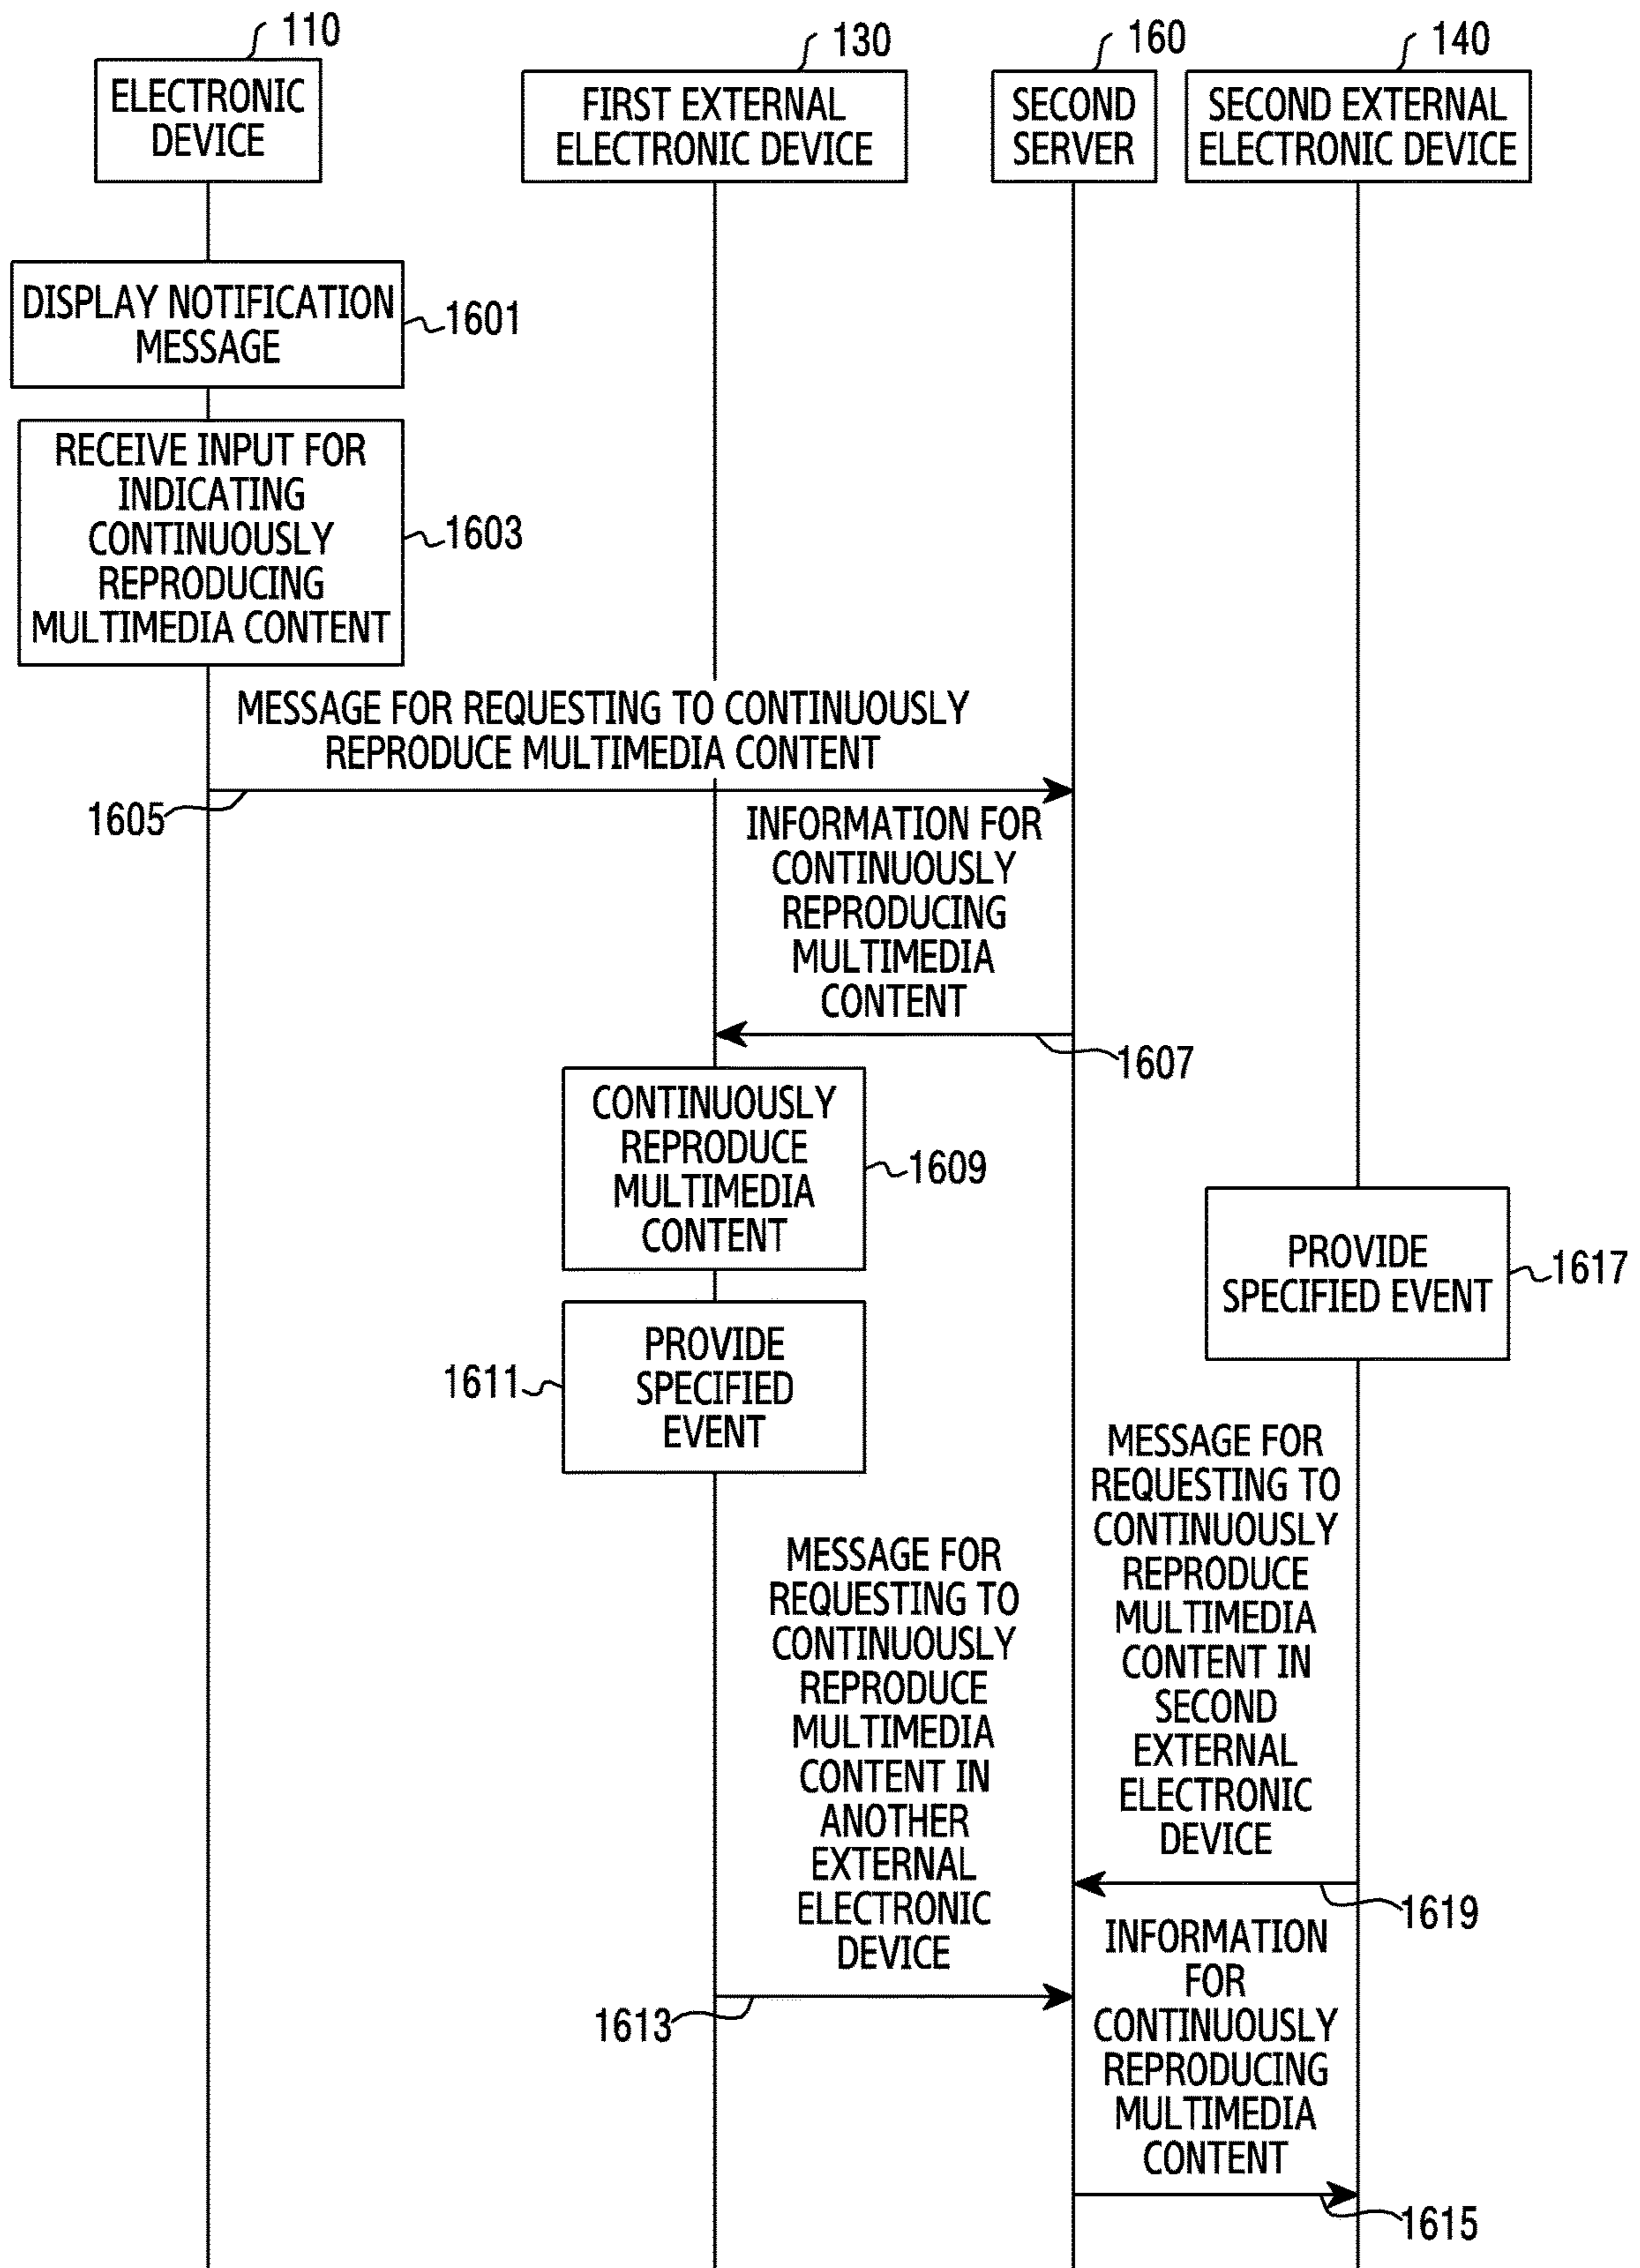 110
ELECTRONIC
DEVICE
130
FIRST EXTERNAL
ELECTRONIC DEVICE
160
SECOND
SERVER
140
SECOND EXTERNAL
ELECTRONIC DEVICE
DISPLAY NOTIFICATION
MESSAGE
1601
RECEIVE INPUT FOR
INDICATING
CONTINUOUSLY
REPRODUCING
MULTIMEDIA CONTENT
1603
MESSAGE FOR REQUESTING TO CONTINUOUSLY
REPRODUCE MULTIMEDIA CONTENT
1605
INFORMATION FOR
CONTINUOUSLY
REPRODUCING
MULTIMEDIA
CONTENT
1607
CONTINUOUSLY
REPRODUCE
MULTIMEDIA
CONTENT
1609
PROVIDE
SPECIFIED EVENT
1617
PROVIDE
SPECIFIED
EVENT
1611
MESSAGE FOR
REQUESTING TO
CONTINUOUSLY
REPRODUCE
MULTIMEDIA
CONTENT IN
SECOND
EXTERNAL
ELECTRONIC
DEVICE
1619
MESSAGE FOR
REQUESTING TO
CONTINUOUSLY
REPRODUCE
MULTIMEDIA
CONTENT IN
ANOTHER
EXTERNAL
ELECTRONIC
DEVICE
1613
INFORMATION
FOR
CONTINUOUSLY
REPRODUCING
MULTIMEDIA
CONTENT
1615